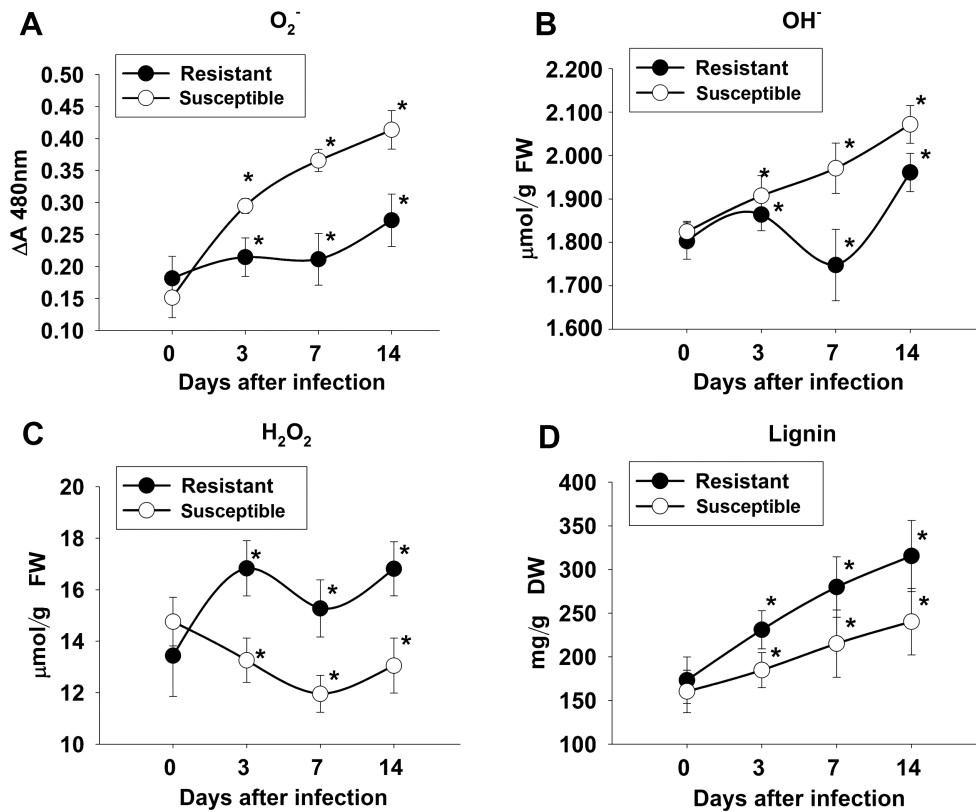 A
O₂⁻
Resistant
Susceptible
0.50
0.45
0.40
0.35
0.30
0.25
0.20
0.15
0.10
ΔA 480nm
* * *
* * *
0 3 7 14
Days after infection
B
OH⁻
Resistant
Susceptible
2.200
2.100
2.000
1.900
1.800
1.700
1.600
μmol/g FW
* * *
* * *
0 3 7 14
Days after infection
C
H₂O₂
Resistant
Susceptible
20
18
16
14
12
10
μmol/g FW
* * *
* * *
0 3 7 14
Days after infection
D
Lignin
Resistant
Susceptible
400
350
300
250
200
150
100
mg/g DW
* * *
* * *
0 3 7 14
Days after infection